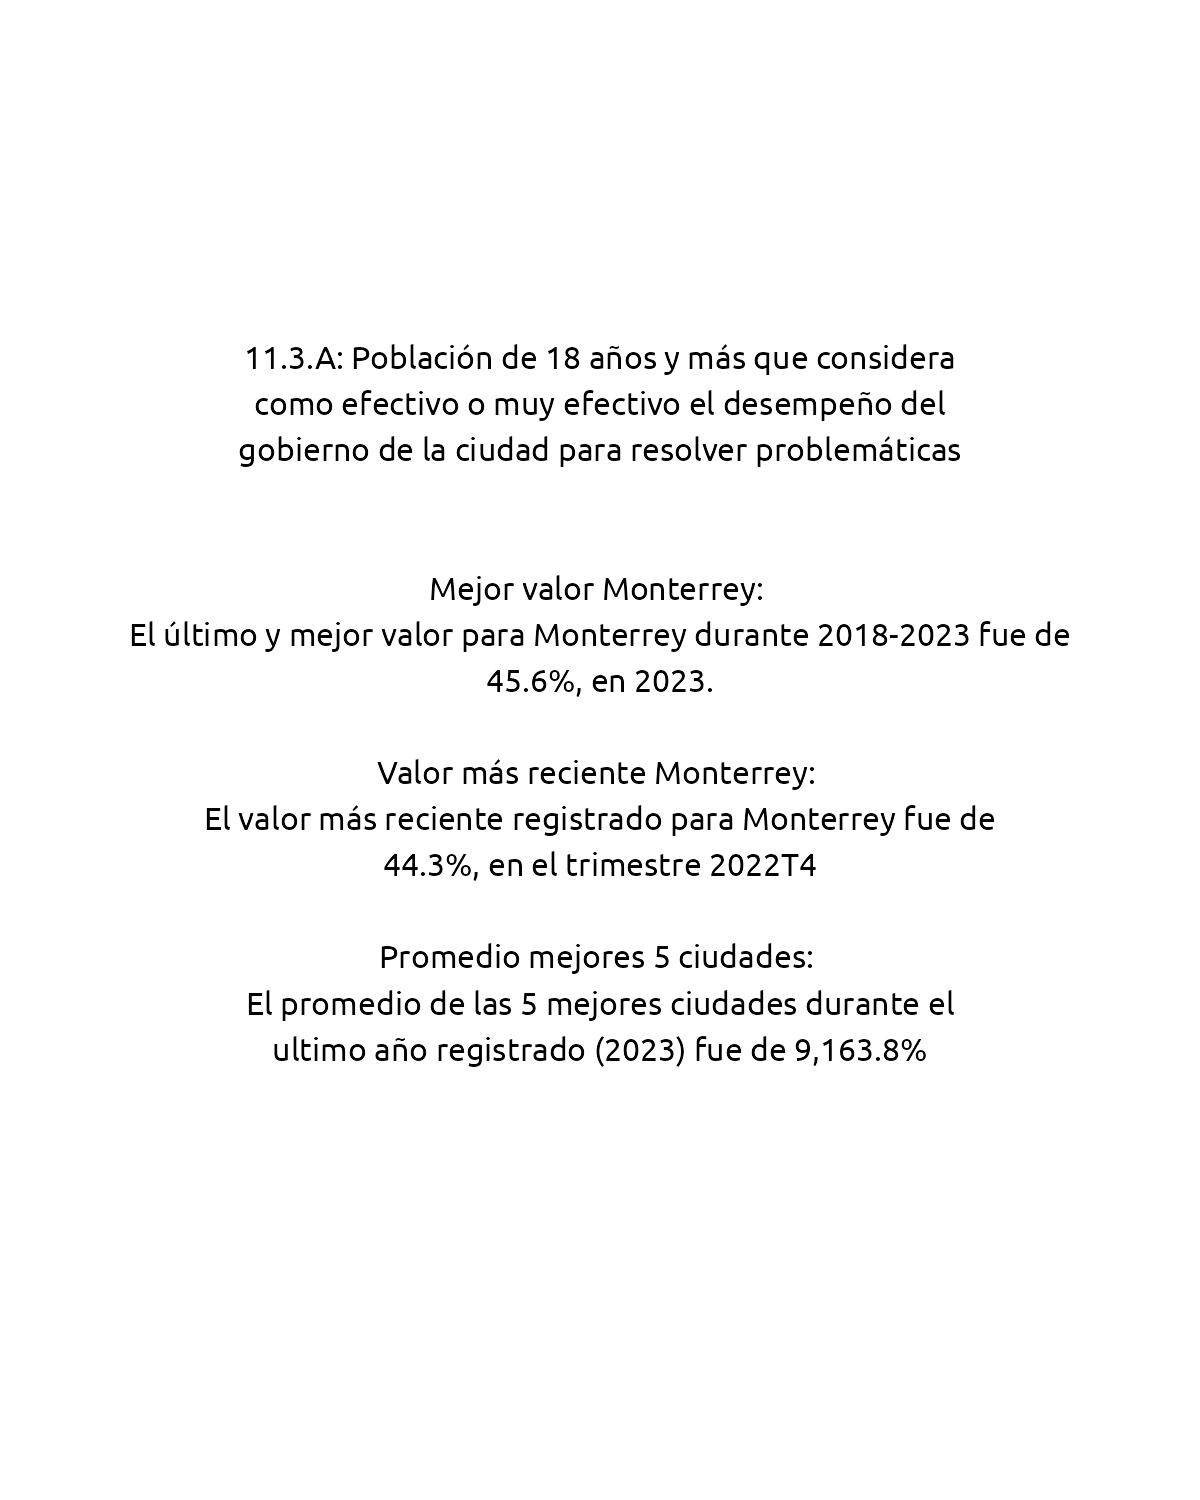 11.3.A: Población de 18 años y más que considera
como efectivo o muy efectivo el desempeño del
gobierno de la ciudad para resolver problemáticas
Mejor valor Monterrey:
El último y mejor valor para Monterrey durante 2018-2023 fue de
45.6%, en 2023.
Valor más reciente Monterrey:
El valor más reciente registrado para Monterrey fue de
44.3%, en el trimestre 2022T4
Promedio mejores 5 ciudades:
El promedio de las 5 mejores ciudades durante el
ultimo año registrado (2023) fue de 9,163.8%